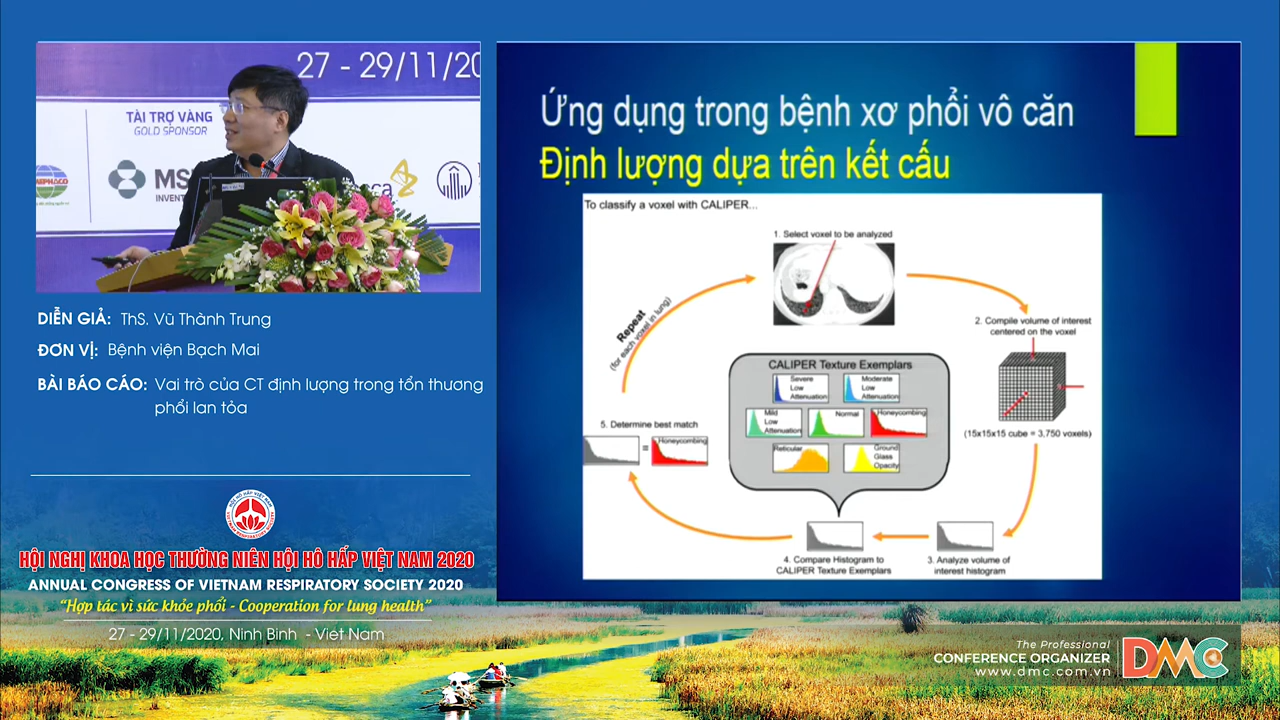 27 - 29/11/20
TÀI TRỢ VÀNG
GOLD SPONSOR
MS
INVENT
ca
DIỄN GIẢ: ThS. Vũ Thành Trung
ĐƠN VỊ: Bệnh viện Bạch Mai
BÀI BÁO CÁO: Vai trò của CT định lượng trong tổn thương
phổi lan tỏa
HỘI HÔ HẤP VIỆT NAM
HỘI NGHỊ KHOA HỌC THƯỜNG NIÊN HỘI HÔ HẤP VIỆT NAM 2020
ANNUAL CONGRESS OF VIETNAM RESPIRATORY SOCIETY 2020
“Hợp tác vì sức khỏe phổi - Cooperation for lung health”
27 - 29/11/2020, Ninh Bình - Việt Nam
Ứng dụng trong bệnh xơ phổi vô căn
Định lượng dựa trên kết cấu
To classify a voxel with CALIPER...
1. Select voxel to be analyzed
Repeat
(for each voxel in lung)
2. Compile volume of interest
centered on the voxel
(15x15x15 cube = 3,750 voxels)
CALIPER Texture Exemplars
Severe
Low
Attenuation
Moderate
Low
Attenuation
Mild
Low
Attenuation
Normal
Honeycombing
Reticular
Ground
Glass
Opacity
5. Determine best match
= Honeycombing
4. Compare Histogram to
CALIPER Texture Exemplars
3. Analyze volume of
interest histogram
The Professional
CONFERENCE ORGANIZER
www.dmc.com.vn
DMC